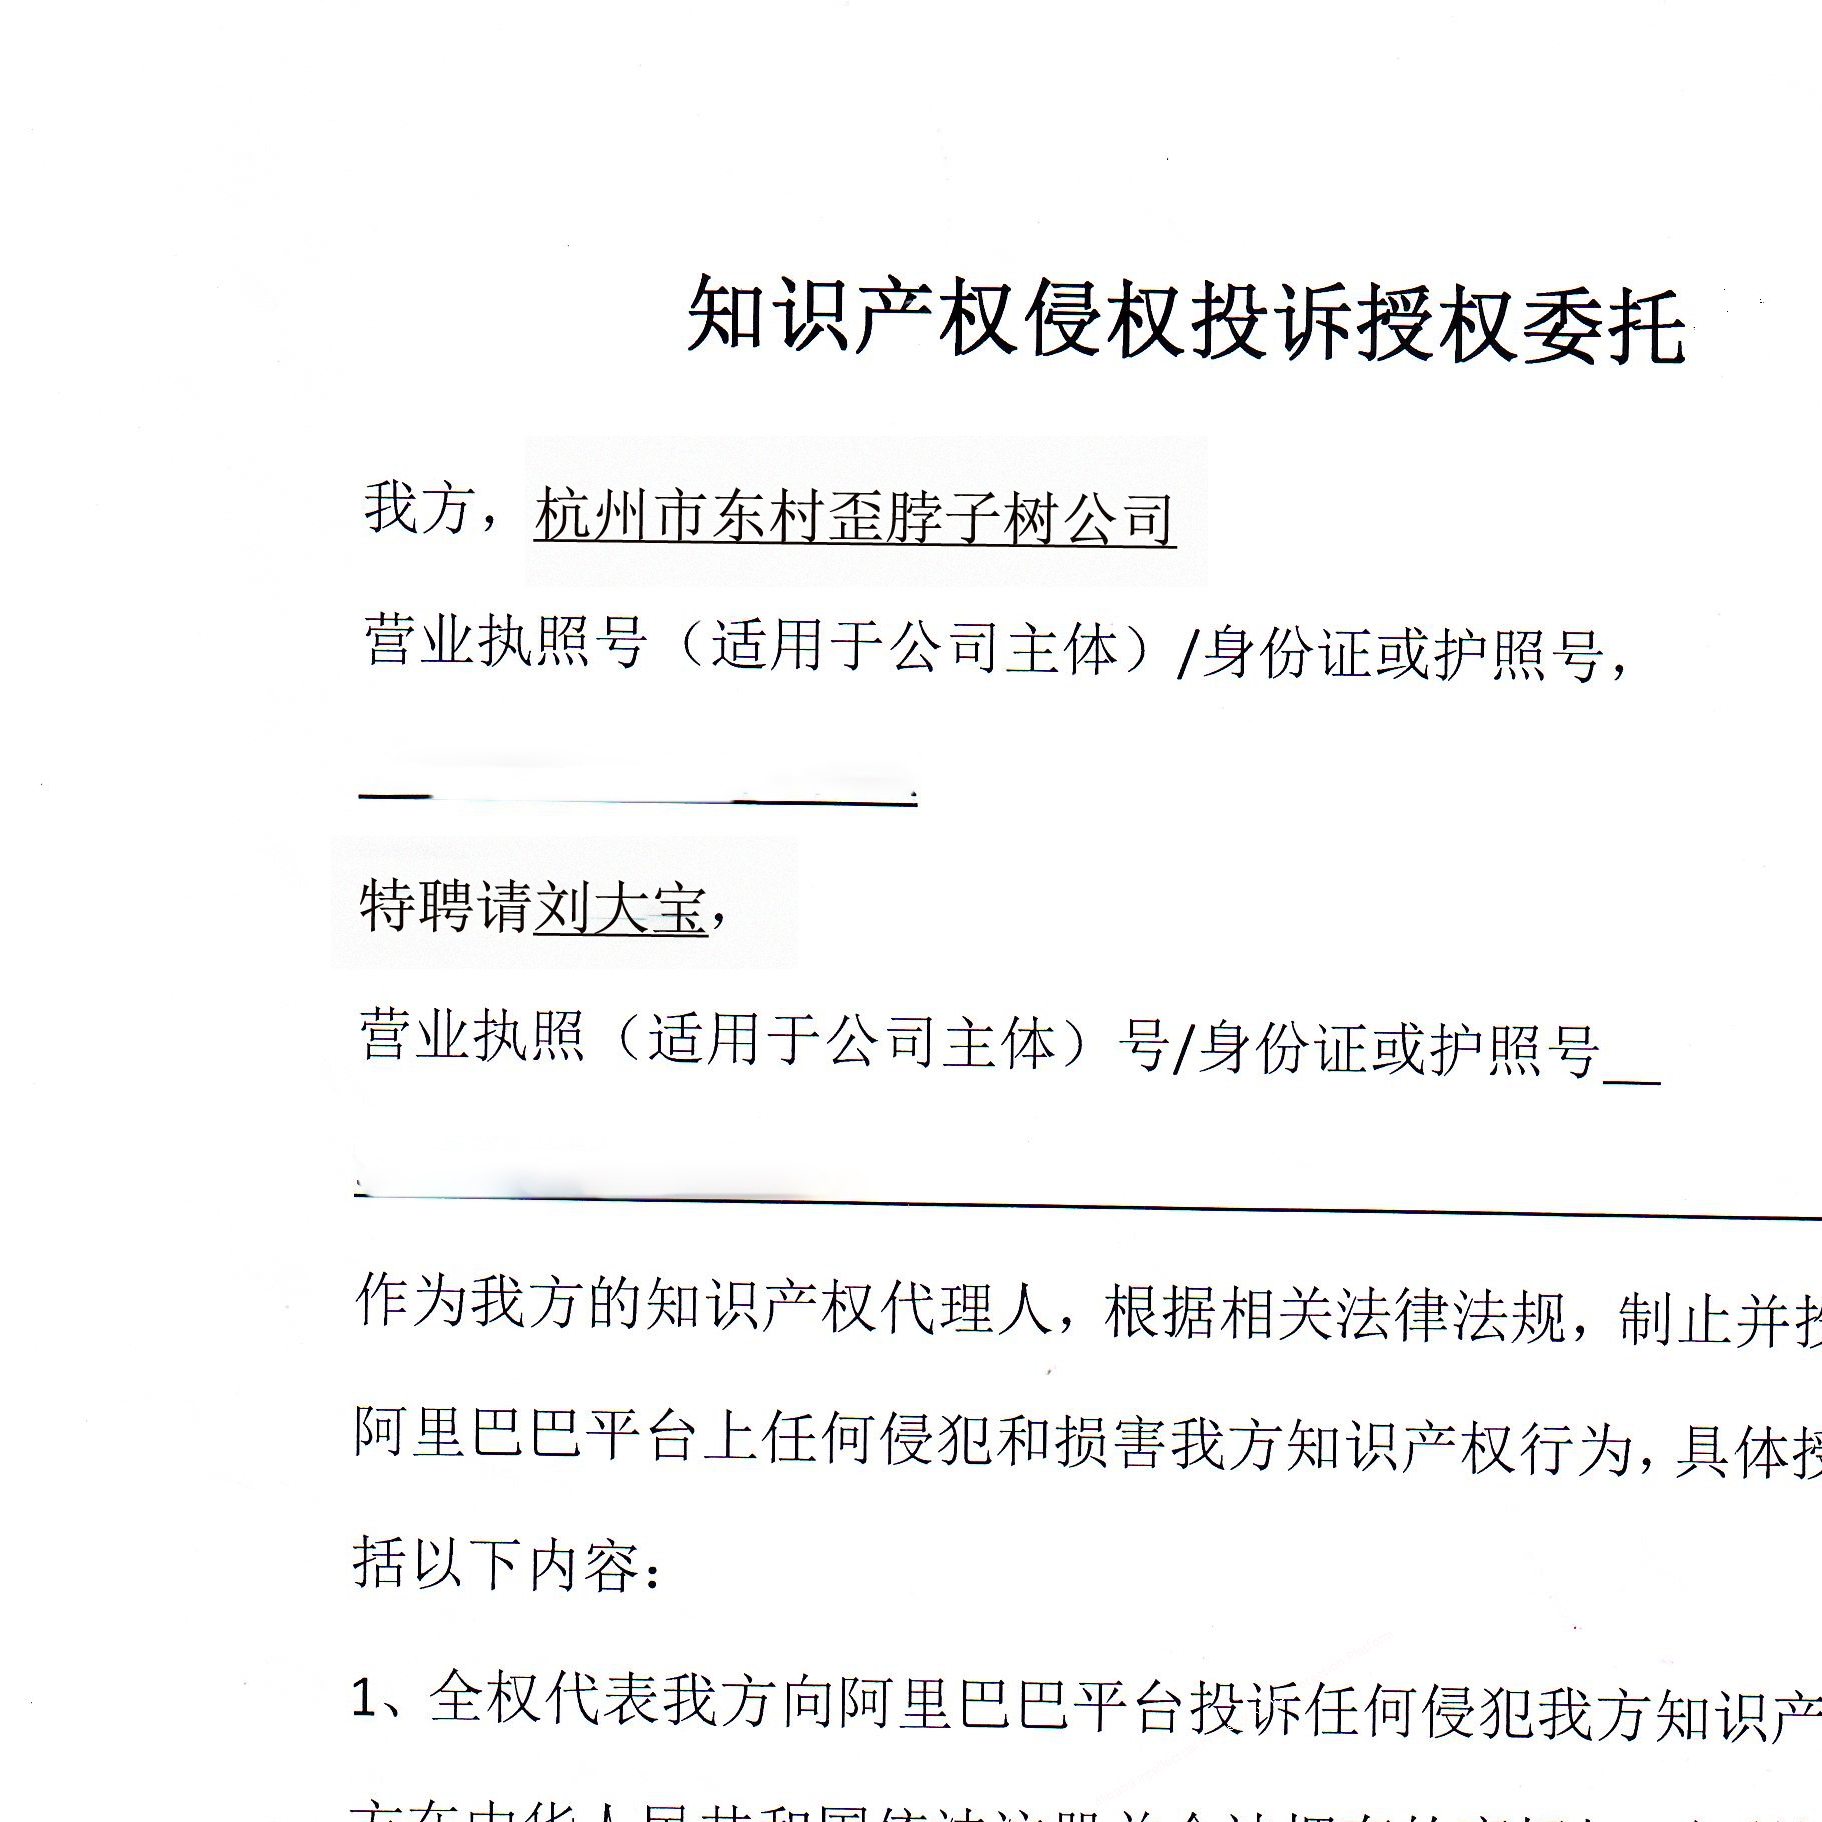 知识产权侵权投诉授权委托
我方，杭州市东村歪脖子树公司
营业执照号（适用于公司主体）/身份证或护照号，
特聘请刘大宝，
营业执照（适用于公司主体）号/身份证或护照号__
作为我方的知识产权代理人，根据相关法律法规，制止并投
阿里巴巴平台上任何侵犯和损害我方知识产权行为，具体授
括以下内容：
1、全权代表我方向阿里巴巴平台投诉任何侵犯我方知识产